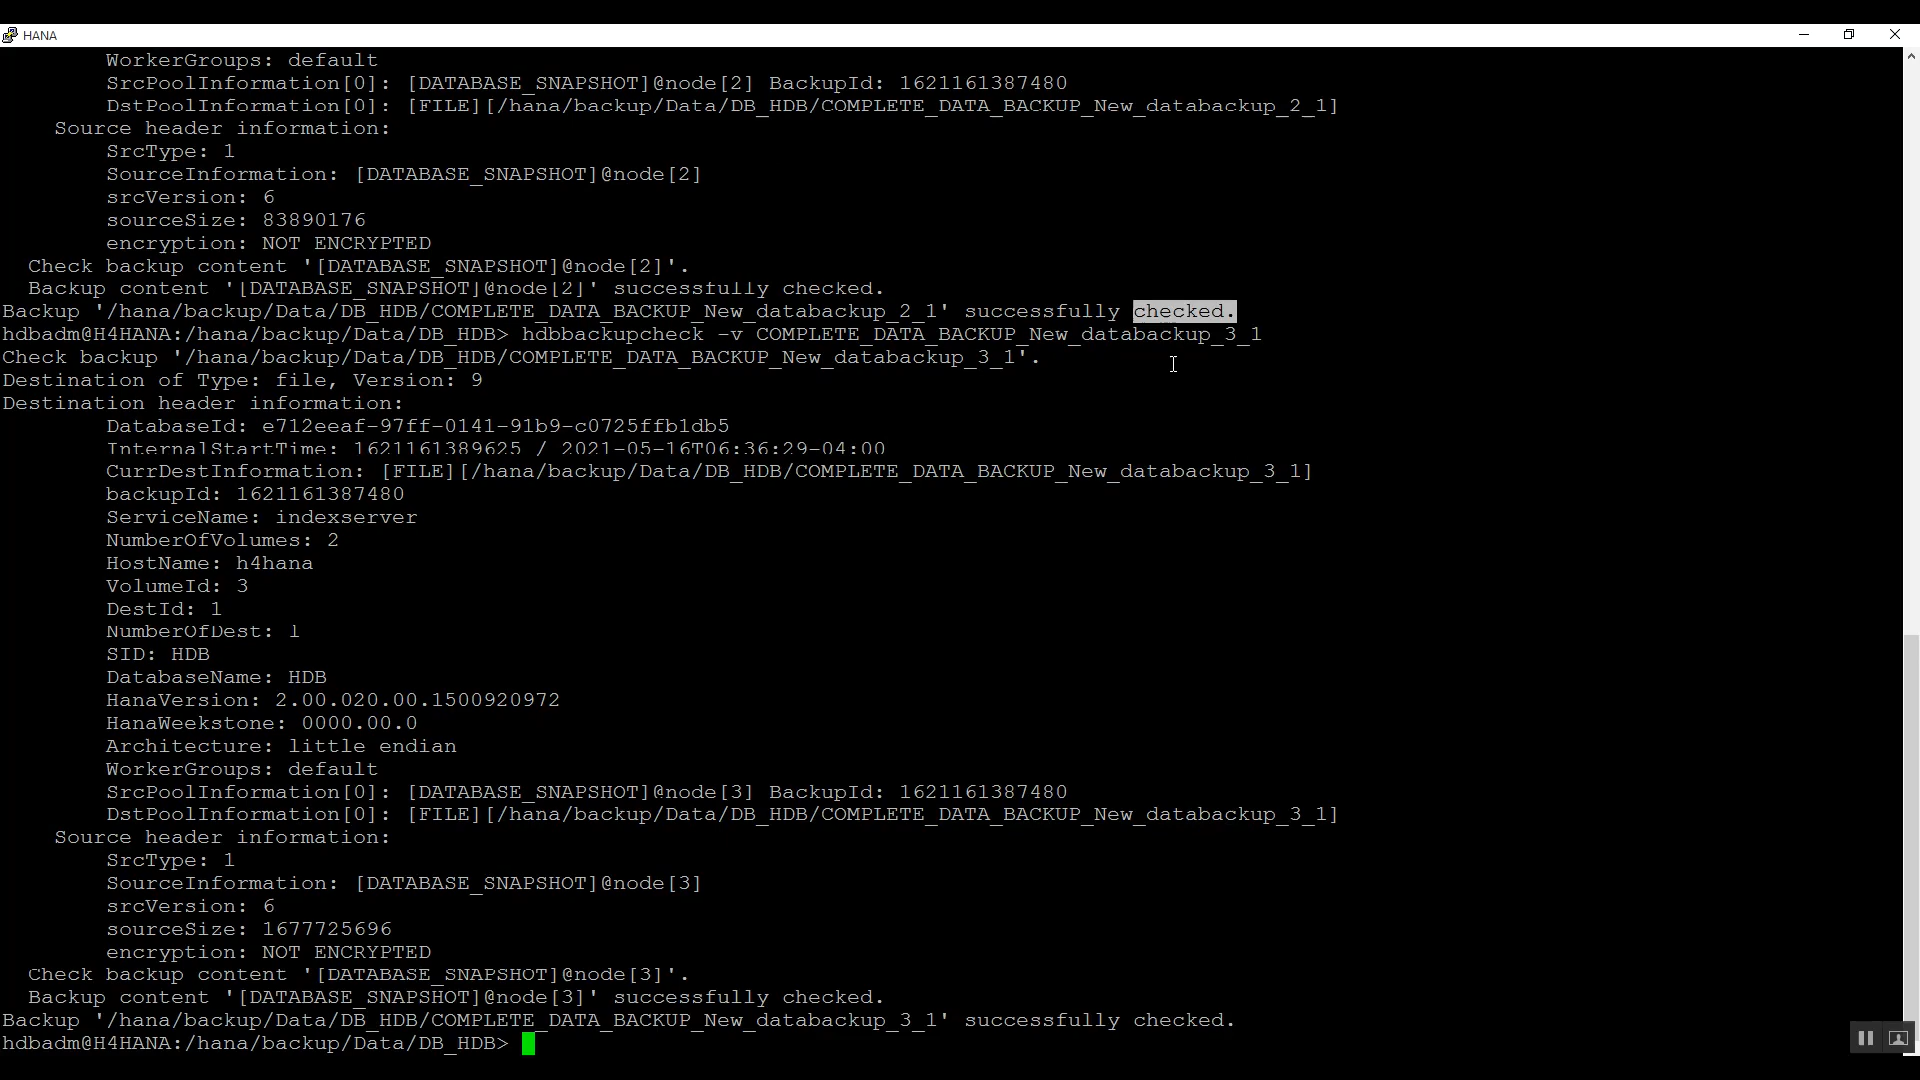 HANA
WorkerGroups: default
SrcPoolInformation[0]: [DATABASE_SNAPSHOT]@node[2] BackupId: 1621161387480
DstPoolInformation[0]: [FILE][/hana/backup/Data/DB_HDB/COMPLETE_DATA_BACKUP_New_databackup_2_1]
Source header information:
SrcType: 1
SourceInformation: [DATABASE_SNAPSHOT]@node[2]
srcVersion: 6
sourceSize: 83890176
encryption: NOT ENCRYPTED
Check backup content '[DATABASE_SNAPSHOT]@node[2]'.
Backup content '[DATABASE_SNAPSHOT]@node[2]' successfully checked.
Backup '/hana/backup/Data/DB_HDB/COMPLETE_DATA_BACKUP_New_databackup_2_1' successfully checked.
hdbadm@H4HANA:/hana/backup/Data/DB_HDB> hdbbackupcheck -v COMPLETE_DATA_BACKUP_New_databackup_3_1
Check backup '/hana/backup/Data/DB_HDB/COMPLETE_DATA_BACKUP_New_databackup_3_1'.
Destination of Type: file, Version: 9
Destination header information:
DatabaseId: e712eeaf-97ff-0141-91b9-c0725ffb1db5
InternalStartTime: 1621161389625 / 2021-05-16T06:36:29-04:00
CurrDestInformation: [FILE][/hana/backup/Data/DB_HDB/COMPLETE_DATA_BACKUP_New_databackup_3_1]
backupId: 1621161387480
ServiceName: indexserver
NumberOfVolumes: 2
HostName: h4hana
VolumeId: 3
DestId: 1
NumberOfDest: 1
SID: HDB
DatabaseName: HDB
HanaVersion: 2.00.020.00.1500920972
HanaWeekstone: 0000.00.0
Architecture: little endian
WorkerGroups: default
SrcPoolInformation[0]: [DATABASE_SNAPSHOT]@node[3] BackupId: 1621161387480
DstPoolInformation[0]: [FILE][/hana/backup/Data/DB_HDB/COMPLETE_DATA_BACKUP_New_databackup_3_1]
Source header information:
SrcType: 1
SourceInformation: [DATABASE_SNAPSHOT]@node[3]
srcVersion: 6
sourceSize: 1677725696
encryption: NOT ENCRYPTED
Check backup content '[DATABASE_SNAPSHOT]@node[3]'.
Backup content '[DATABASE_SNAPSHOT]@node[3]' successfully checked.
Backup '/hana/backup/Data/DB_HDB/COMPLETE_DATA_BACKUP_New_databackup_3_1' successfully checked.
hdbadm@H4HANA:/hana/backup/Data/DB_HDB>